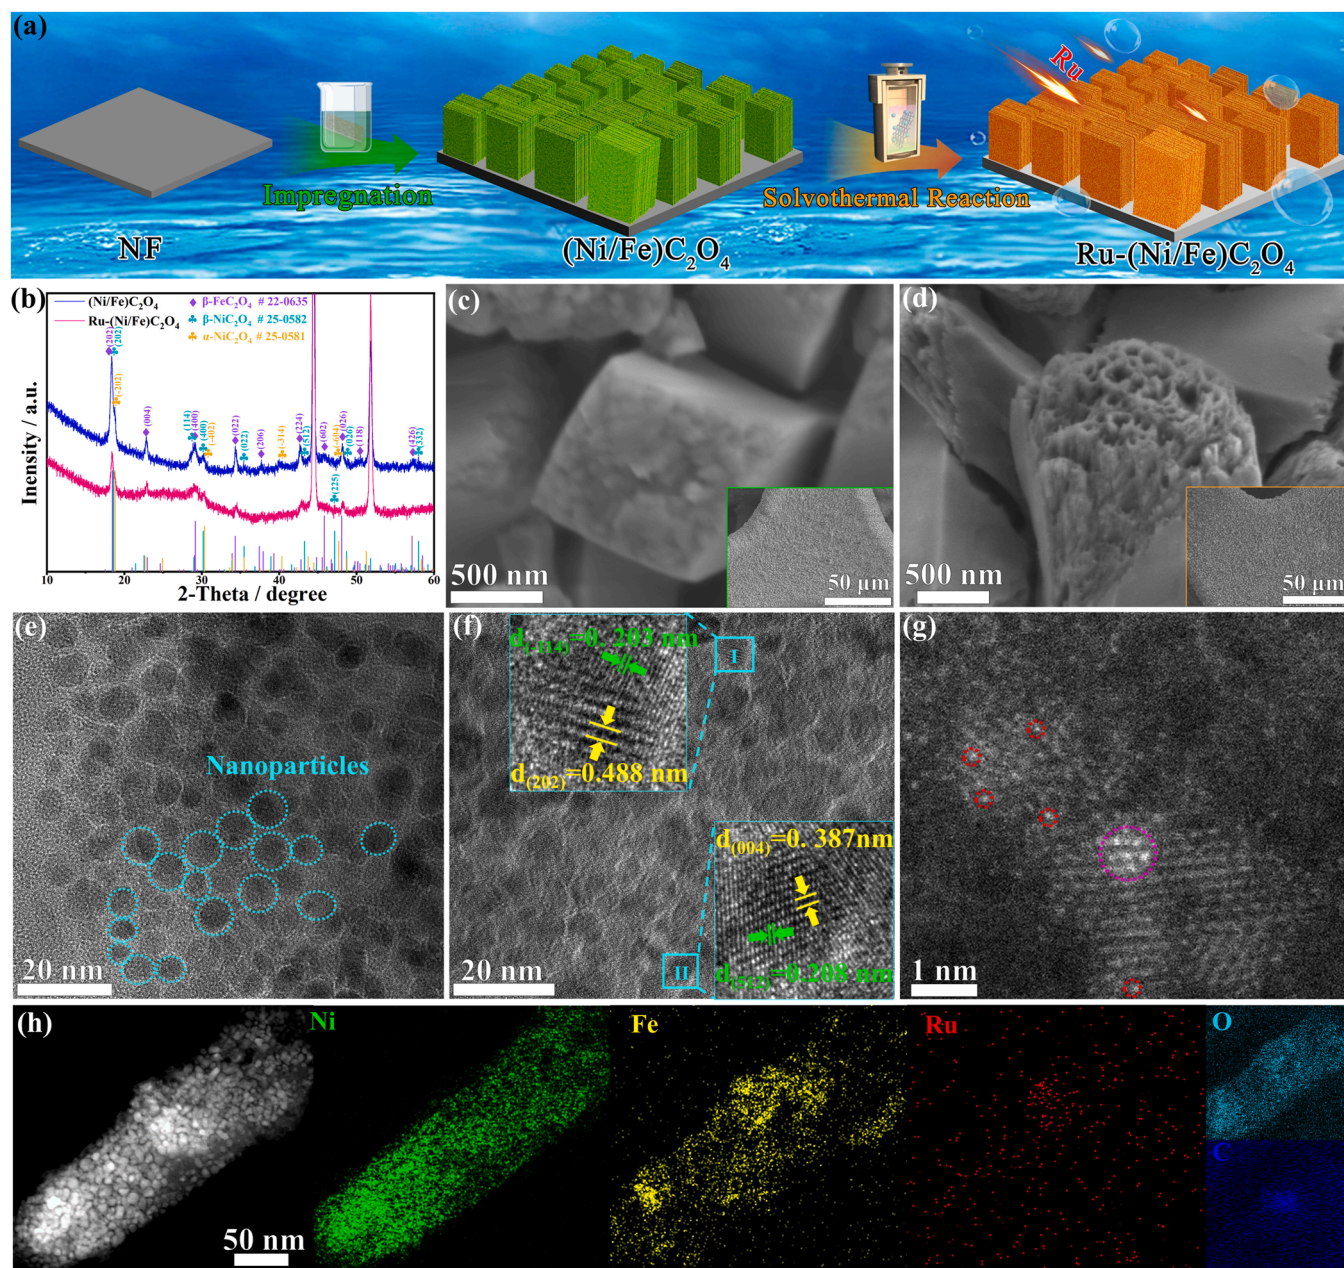 (a)
Ru
Impregnation
Solvothermal Reaction
NF
(Ni/Fe)C₂O₄
Ru-(Ni/Fe)C₂O₄
(b)
(Ni/Fe)C₂O₄
Ru-(Ni/Fe)C₂O₄
♦ β-FeC₂O₄ # 22-0635
♣ β-NiC₂O₄ # 25-0582
♣ α-NiC₂O₄ # 25-0581
(202)
(202)
(-202)
(004)
(114)
(400)
(400)
(-402)
(022)
(022)
(206)
(-314)
(224)
(512)
(602)
(-604)
(225)
(026)
(026)
(118)
(426)
(332)
Inensity / a.u.
10 20 30 40 50 60
2-Theta / degree
(c)
500 nm
50 μm
(d)
500 nm
50 μm
(e)
Nanoparticles
20 nm
(f)
d(-114)=0. 203 nm
d(202)=0.488 nm
I
d(004)=0. 387nm
d(512)=0.208 nm
II
20 nm
(g)
1 nm
(h)
50 nm
Ni
Fe
Ru
O
C